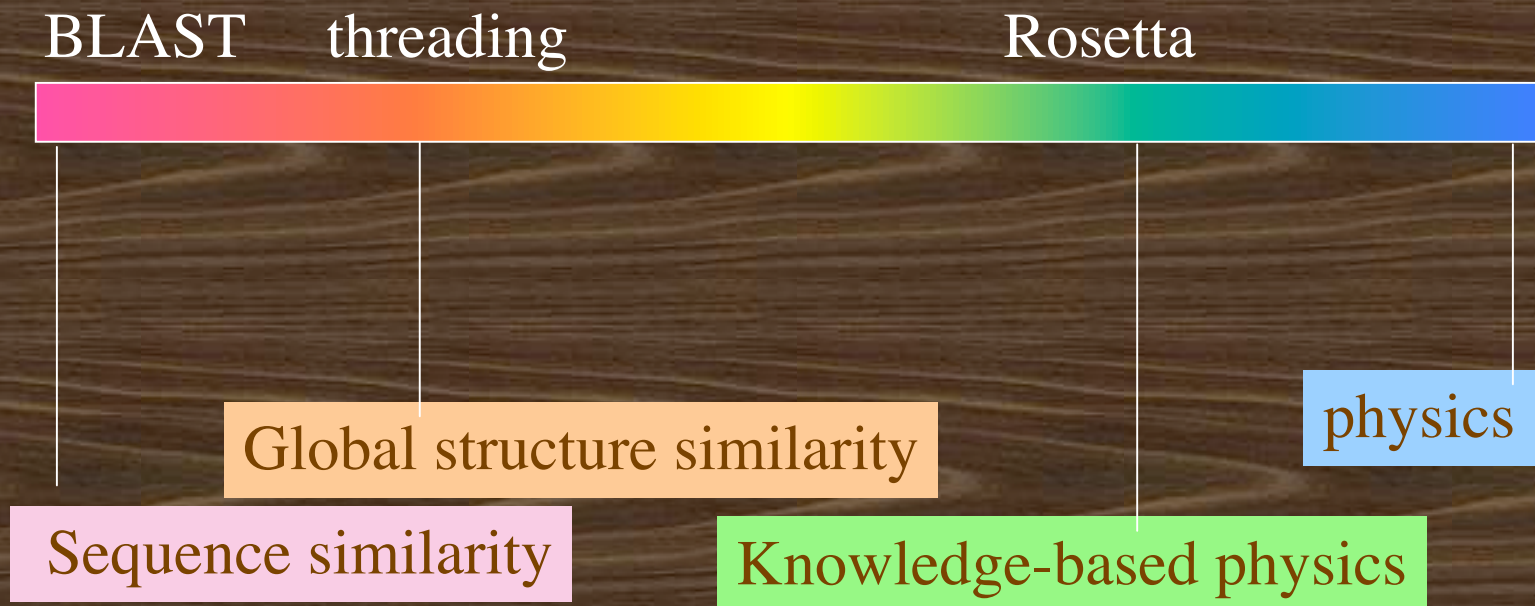 BLAST threading Rosetta
Global structure similarity
physics
Sequence similarity
Knowledge-based physics